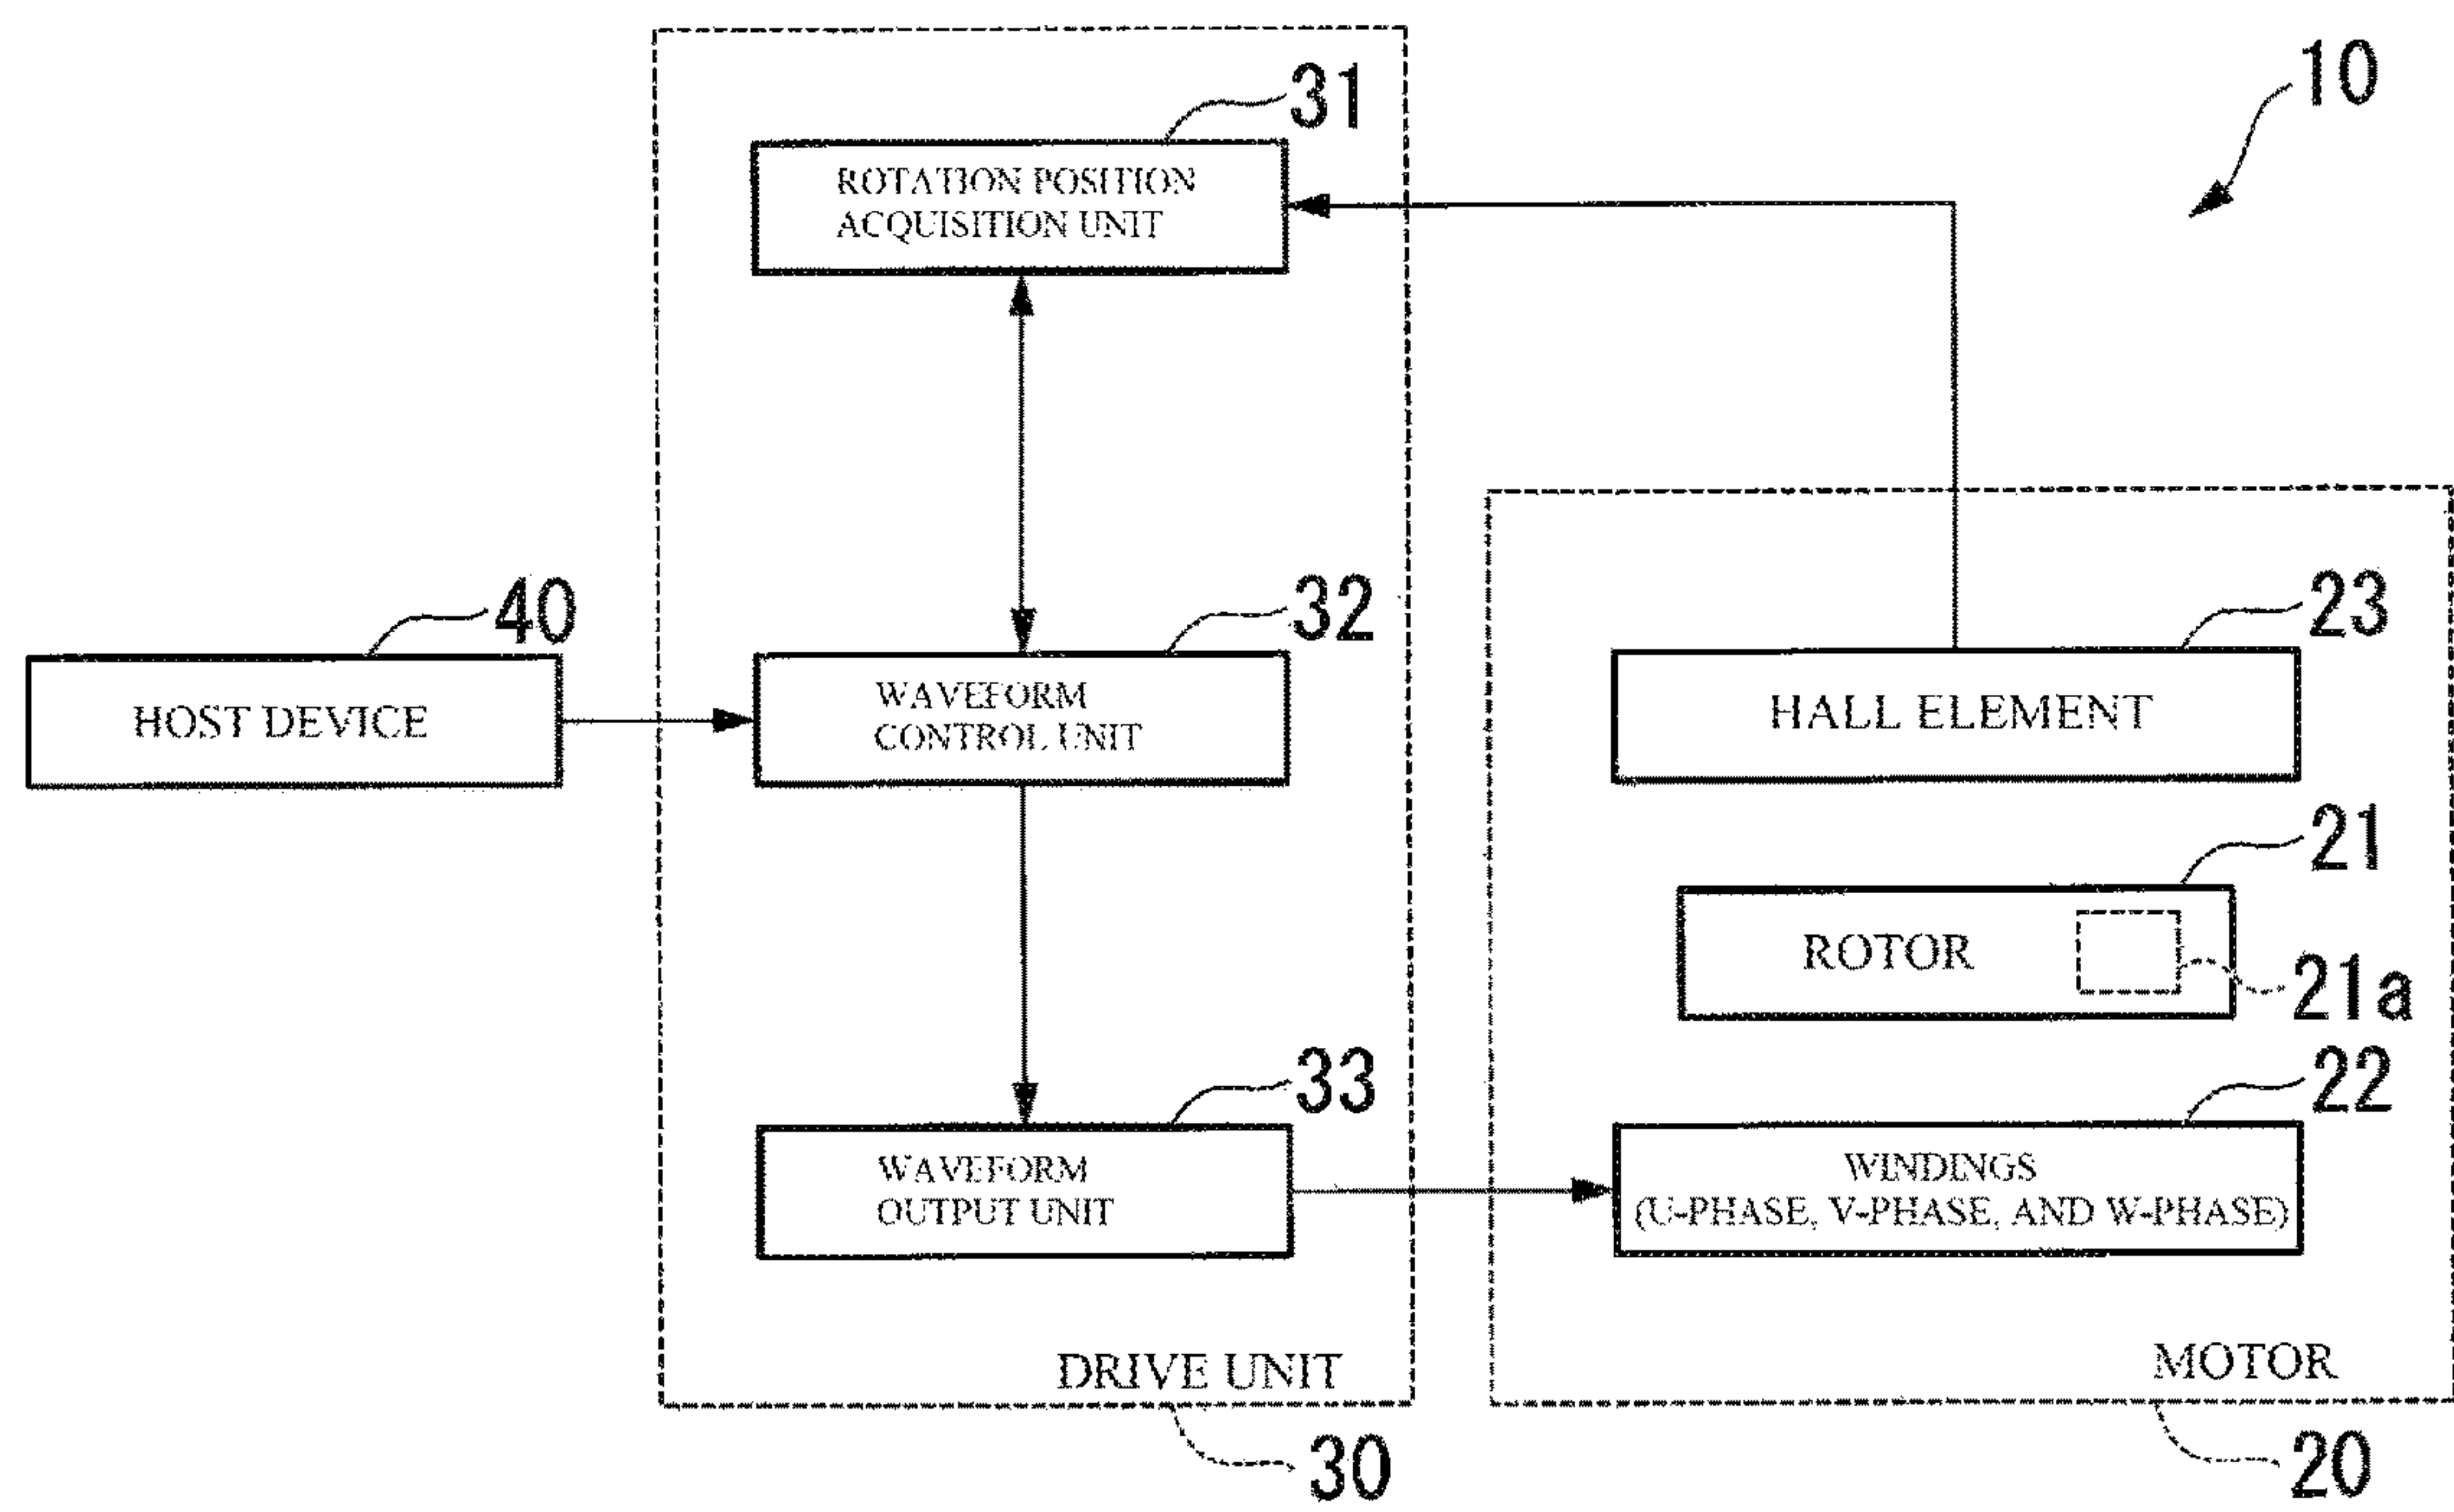 10
31
ROTATION POSITION
ACQUISITION UNIT
40
32
23
HOST DEVICE
WAVEFORM
CONTROL UNIT
HALL ELEMENT
21
ROTOR
21a
33
22
WAVEFORM
OUTPUT UNIT
WINDINGS
(U-PHASE, V-PHASE, AND W-PHASE)
DRIVE UNIT
MOTOR
30
20